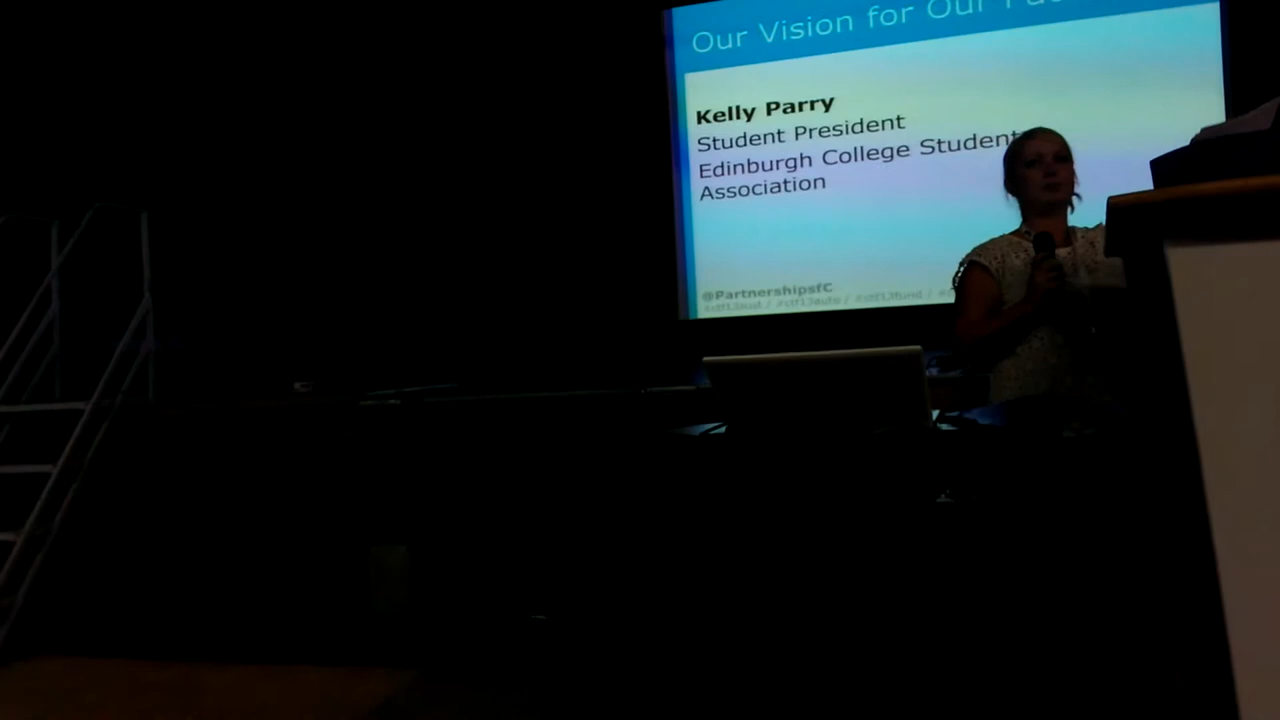 Our Vision for Our
Kelly Parry
Student President
Edinburgh College Student
Association
@PartnershipsfC